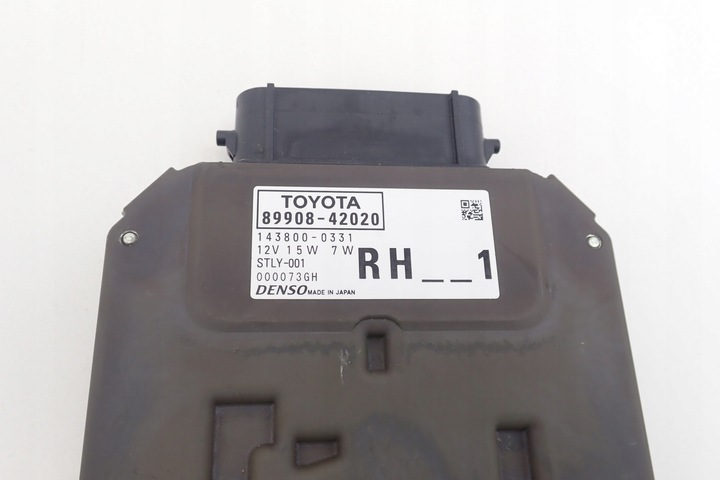 TOYOTA
89908-42020
143800-0331
12V 15W 7W
STLY-001
000073GH
DENSO MADE IN JAPAN
RH__1